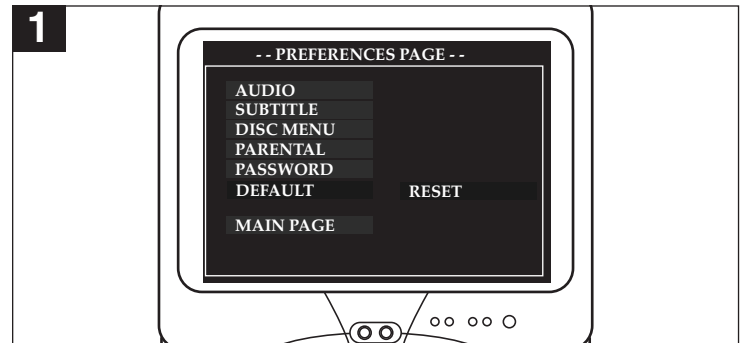 1
- - PREFERENCES PAGE - -
AUDIO
SUBTITLE
DISC MENU
PARENTAL
PASSWORD
DEFAULT RESET
MAIN PAGE